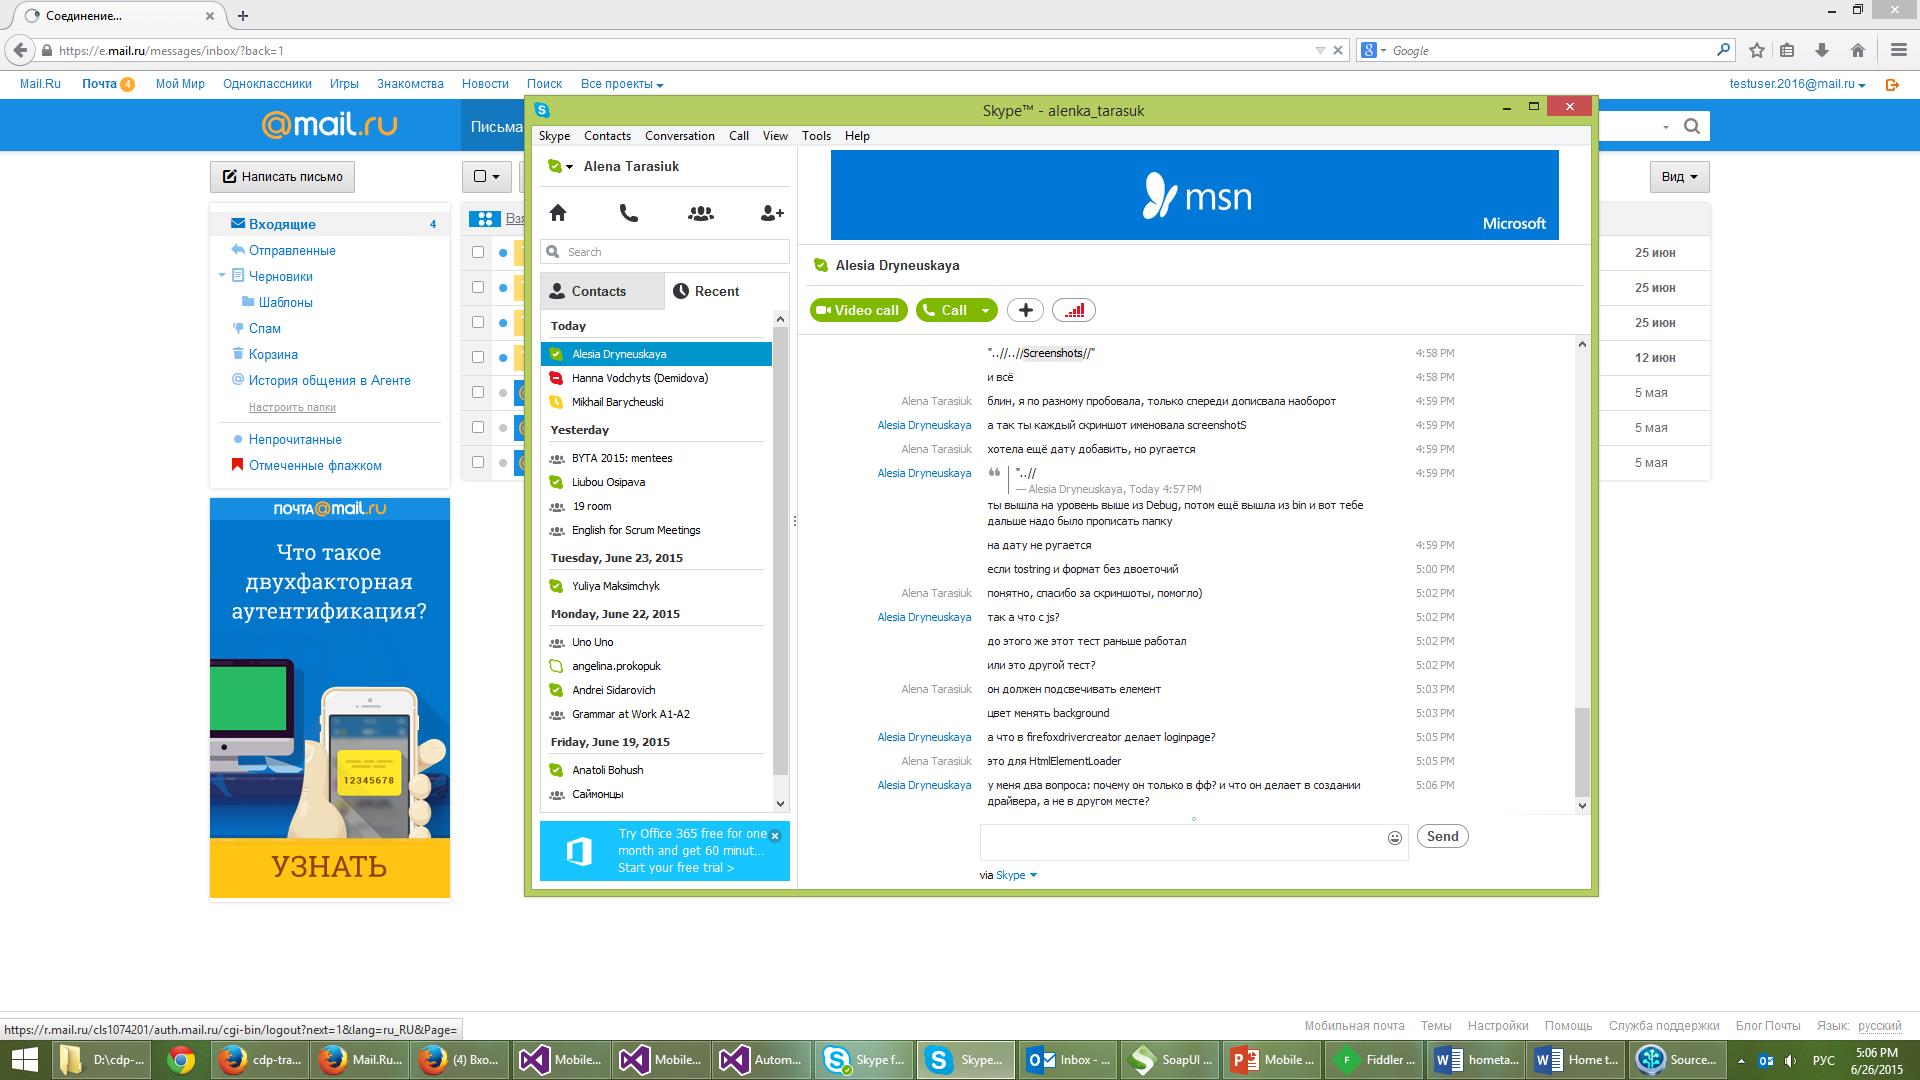 Соединение...
https://e.mail.ru/messages/inbox/?back=1
Google
Mail.Ru Почта 4 Мой Мир Одноклассники Игры Знакомства Новости Поиск Все проекты
testuser.2016@mail.ru
@mail.ru
Письма
Написать письмо
Вид
Входящие 4
Отправленные
Черновики
Шаблоны
Спам
Корзина
История общения в Агенте
Настроить папки
Непрочитанные
Отмеченные флажком
25 июн
25 июн
25 июн
12 июн
5 мая
5 мая
5 мая
ПОЧТА@mail.ru
Что такое
двухфакторная
аутентификация?
12345678
УЗНАТЬ
Skype™ - alenka_tarasuk
Skype Contacts Conversation Call View Tools Help
Alena Tarasiuk
Search
Contacts
Recent
Today
Alesia Dryneuskaya
Hanna Vodchyts (Demidova)
Mikhail Barycheuski
Yesterday
BYTA 2015: mentees
Liubou Osipava
19 room
English for Scrum Meetings
Tuesday, June 23, 2015
Yuliya Maksimchyk
Monday, June 22, 2015
Uno Uno
angelina.prokopuk
Andrei Sidarovich
Grammar at Work A1-A2
Friday, June 19, 2015
Anatoli Bohush
Саймонцы
Try Office 365 free for one
month and get 60 minut...
Start your free trial >
msn
Microsoft
Alesia Dryneuskaya
Video call
Call
"..//..//Screenshots//" 4:58 PM
и всё 4:58 PM
Alena Tarasiuk блин, я по разному пробовала, только спереди дописвала наоборот 4:59 PM
Alesia Dryneuskaya а так ты каждый скриншот именовала screenshotS 4:59 PM
Alena Tarasiuk хотела ещё дату добавить, но ругается 4:59 PM
Alesia Dryneuskaya "..// 4:59 PM
— Alesia Dryneuskaya, Today 4:57 PM
ты вышла на уровень выше из Debug, потом ещё вышла из bin и вот тебе
дальше надо было прописать папку
на дату не ругается 4:59 PM
если tostring и формат без двоеточий 5:00 PM
Alena Tarasiuk понятно, спасибо за скриншоты, помогло) 5:02 PM
Alesia Dryneuskaya так а что с js? 5:02 PM
до этого же этот тест раньше работал 5:02 PM
или это другой тест? 5:02 PM
Alena Tarasiuk он должен подсвечивать елемент 5:03 PM
цвет менять background 5:03 PM
Alesia Dryneuskaya а что в firefoxdrivercreator делает loginpage? 5:05 PM
Alena Tarasiuk это для HtmlElementLoader 5:05 PM
Alesia Dryneuskaya у меня два вопроса: почему он только в фф? и что он делает в создании 5:06 PM
драйвера, а не в другом месте?
Send
via Skype
https://r.mail.ru/cls1074201/auth.mail.ru/cgi-bin/logout?next=1&lang=ru_RU&Page=
Мобильная почта Темы Настройки Помощь Служба поддержки Блог Почты Язык: русский
D:\cdp-... cdp-tra... Mail.Ru... (4) Вхо... Mobile... Mobile... Autom... Skype f... Skype... Inbox - ... SoapUI ... Mobile ... Fiddler ... hometa... Home t... Source...
РУС
5:06 PM
6/26/2015